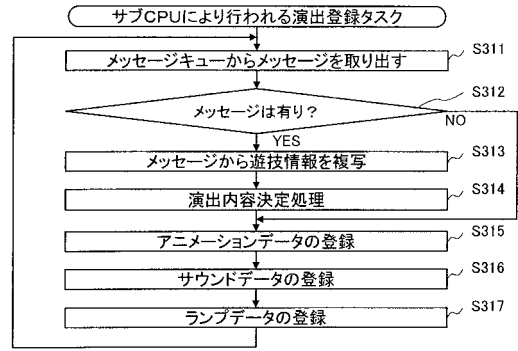 サブCPUにより行われる演出登録タスク
メッセージキューからメッセージを取り出す
S311
メッセージは有り?
S312
NO
YES
メッセージから遊技情報を複写
S313
演出内容決定処理
S314
アニメーションデータの登録
S315
サウンドデータの登録
S316
ランプデータの登録
S317